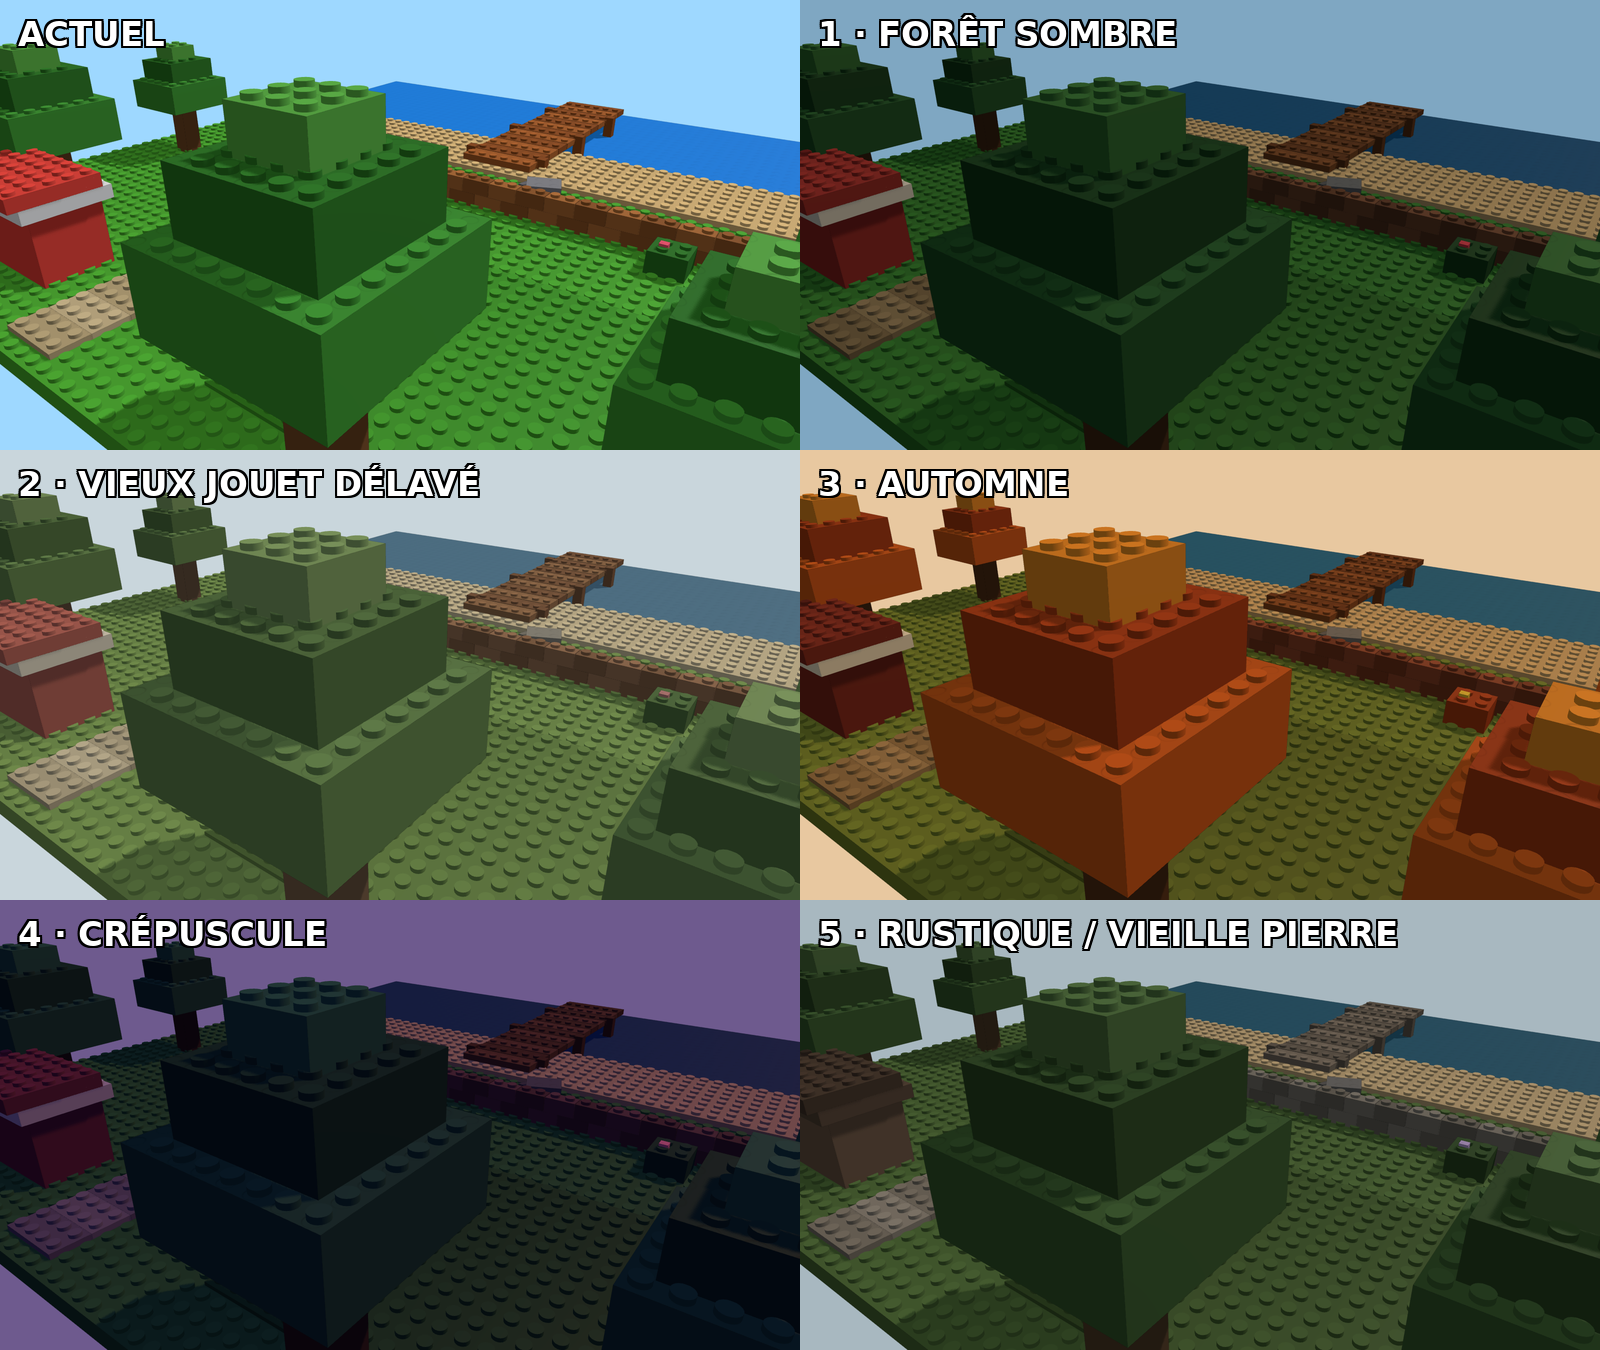 ACTUEL
1 · FORÊT SOMBRE
2 · VIEUX JOUET DÉLAVÉ
3 · AUTOMNE
4 · CRÉPUSCULE
5 · RUSTIQUE / VIEILLE PIERRE